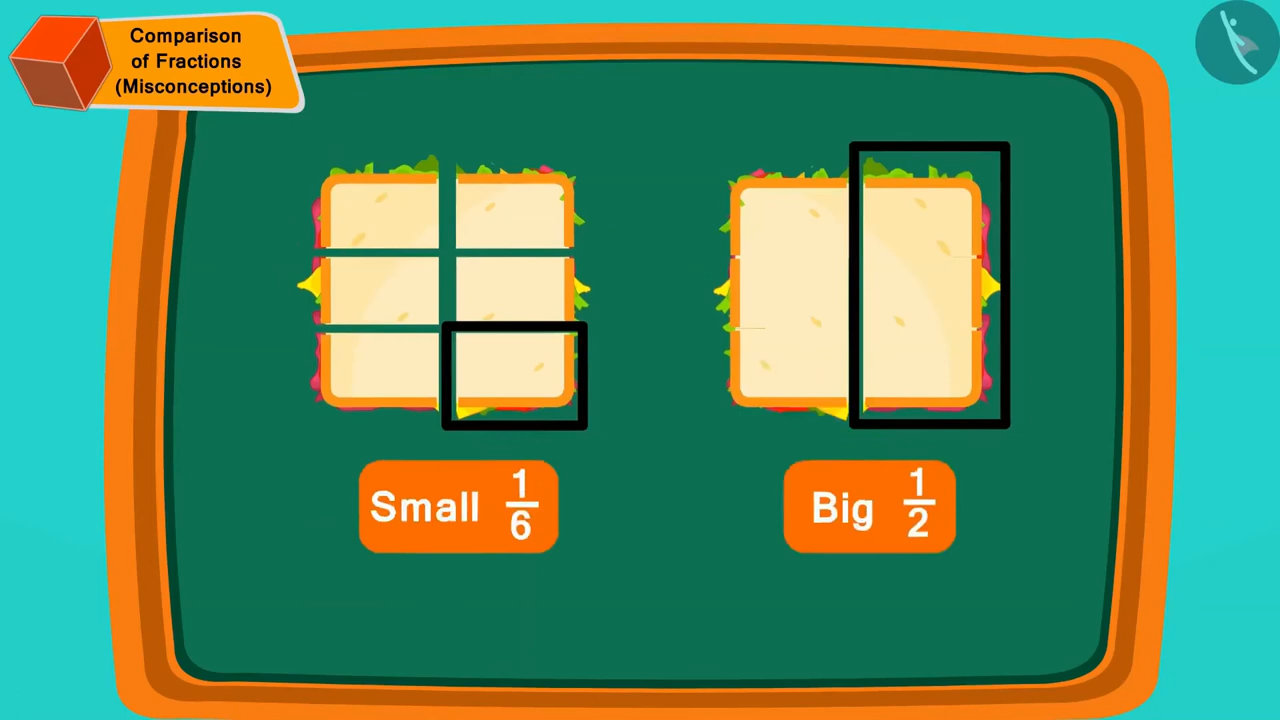 Comparison
of Fractions
(Misconceptions)
Small 1/6
Big 1/2